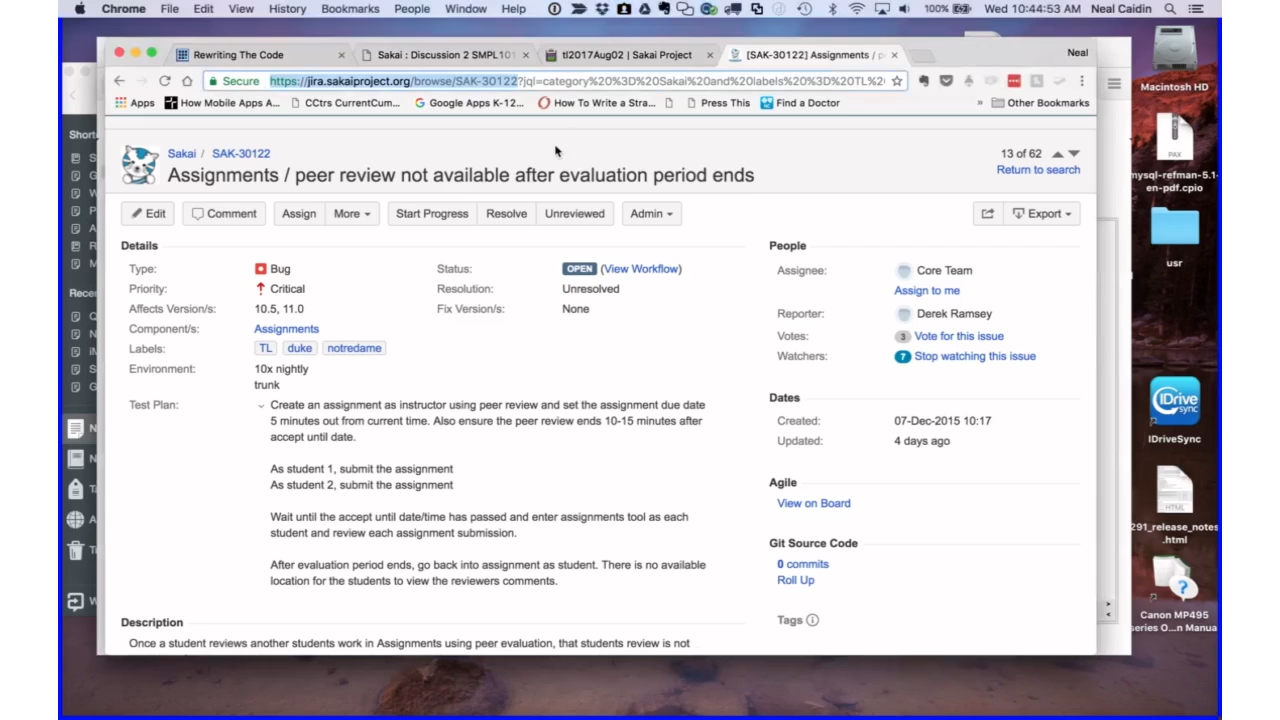 Chrome File Edit View History Bookmarks People Window Help 100% Wed 10:44:53 AM Neal Caidin
Rewriting The Code
Sakai : Discussion 2 SMPL101
tl2017Aug02 | Sakai Project
[SAK-30122] Assignments / p
Neal
Secure https://jira.sakaiproject.org/browse/SAK-30122?jql=category%20%3D%20Sakai%20and%20labels%20%3D%20TL%2
Apps How Mobile Apps A... CCtrs CurrentCum... Google Apps K-12... How To Write a Stra... Press This Find a Doctor » Other Bookmarks
Sakai / SAK-30122
13 of 62
Assignments / peer review not available after evaluation period ends
Return to search
Edit Comment Assign More Start Progress Resolve Unreviewed Admin Export
Details
Type: Bug
Status: OPEN (View Workflow)
Priority: Critical
Resolution: Unresolved
Affects Version/s: 10.5, 11.0
Fix Version/s: None
Component/s: Assignments
Labels: TL duke notredame
Environment: 10x nightly
trunk
Test Plan: Create an assignment as instructor using peer review and set the assignment due date
5 minutes out from current time. Also ensure the peer review ends 10-15 minutes after
accept until date.
As student 1, submit the assignment
As student 2, submit the assignment
Wait until the accept until date/time has passed and enter assignments tool as each
student and review each assignment submission.
After evaluation period ends, go back into assignment as student. There is no available
location for the students to view the reviewers comments.
Description
Once a student reviews another students work in Assignments using peer evaluation, that students review is not
People
Assignee: Core Team
Assign to me
Reporter: Derek Ramsey
Votes: 3 Vote for this issue
Watchers: 7 Stop watching this issue
Dates
Created: 07-Dec-2015 10:17
Updated: 4 days ago
Agile
View on Board
Git Source Code
0 commits
Roll Up
Tags
Macintosh HD
PAX
mysql-refman-5.1-
en-pdf.cpio
usr
IDrive
sync
IDriveSync
HTML
291_release_notes
.html
Canon MP495
series O...n Manua